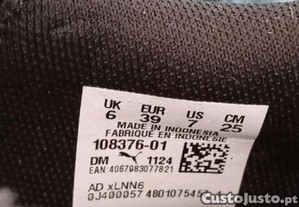 UK EUR US CM
6 39 7 25
MADE IN INDONESIA
FABRIQUE EN INDONESIE
108376-01
DM 1124
EAN: 4067983077821
AD xLNN6
CustoJusto.pt